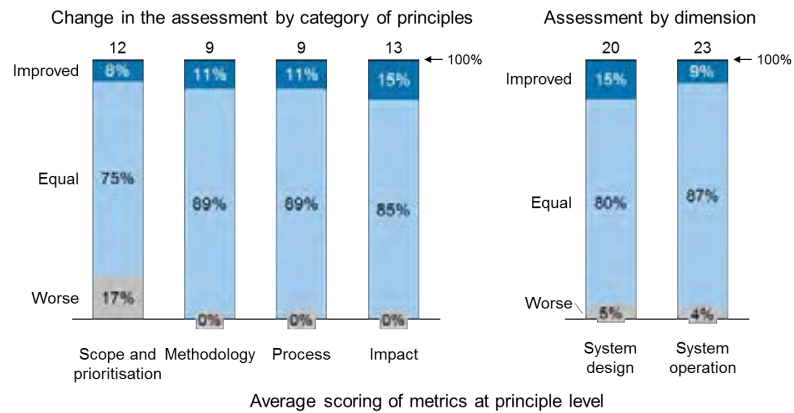 Change in the assessment by category of principles
12 9 9 13
100%
Improved 8% 11% 11% 15%
Equal 75% 89% 89% 85%
Worse 17% 0% 0% 0%
Scope and prioritisation Methodology Process Impact
Assessment by dimension
20 23
100%
Improved 15% 9%
Equal 80% 87%
Worse 5% 4%
System design System operation
Average scoring of metrics at principle level